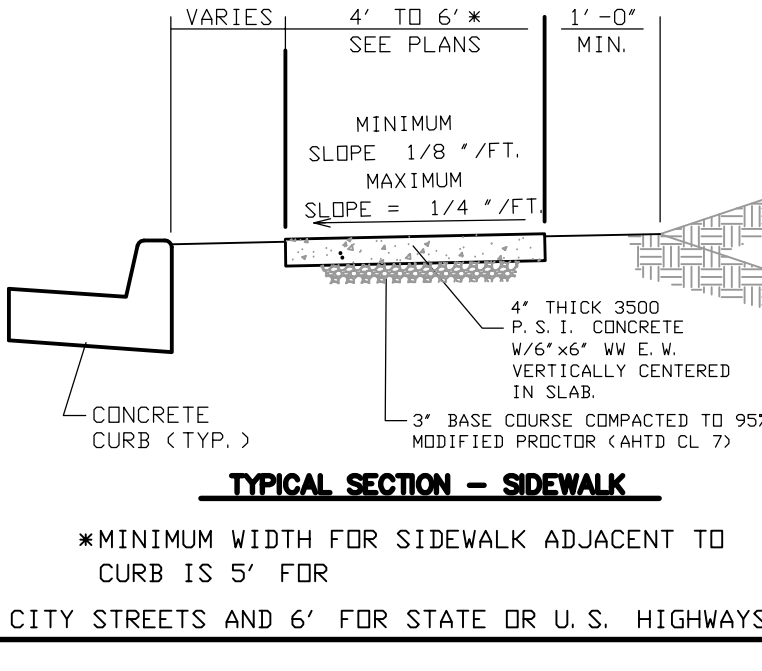 VARIES
4' TO 6'*
1'-0"
SEE PLANS
MIN.
MINIMUM
SLOPE 1/8 "/FT.
MAXIMUM
SLOPE = 1/4 "/FT.
4" THICK 3500
P.S.I. CONCRETE
W/6"x6" WW E.W.
VERTICALLY CENTERED
IN SLAB.
CONCRETE
CURB (TYP.)
3" BASE COURSE COMPACTED TO 95%
MODIFIED PROCTOR (AHTD CL 7)
TYPICAL SECTION - SIDEWALK
*MINIMUM WIDTH FOR SIDEWALK ADJACENT TO
CURB IS 5' FOR
CITY STREETS AND 6' FOR STATE OR U.S. HIGHWAYS